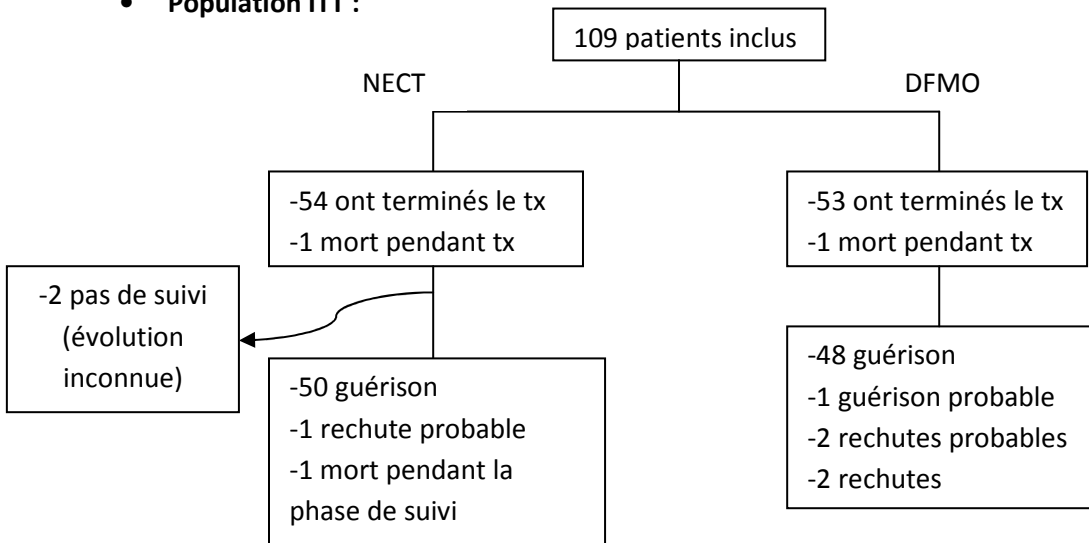 • Population ITT :
109 patients inclus
NECT
DFMO
-54 ont terminés le tx
-1 mort pendant tx
-53 ont terminés le tx
-1 mort pendant tx
-2 pas de suivi
(évolution
inconnue)
-50 guérison
-1 rechute probable
-1 mort pendant la
phase de suivi
-48 guérison
-1 guérison probable
-2 rechutes probables
-2 rechutes